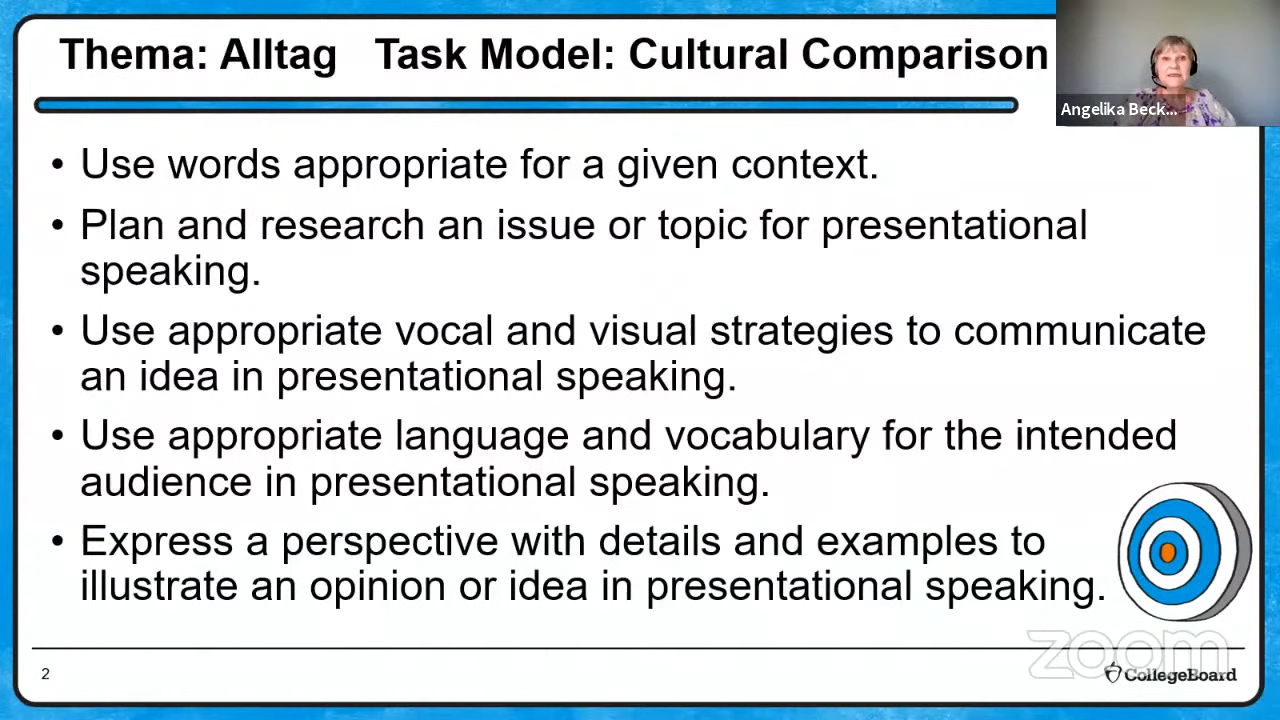 Thema: Alltag Task Model: Cultural Comparison
Angelika Beck...
• Use words appropriate for a given context.
• Plan and research an issue or topic for presentational
speaking.
• Use appropriate vocal and visual strategies to communicate
an idea in presentational speaking.
• Use appropriate language and vocabulary for the intended
audience in presentational speaking.
• Express a perspective with details and examples to
illustrate an opinion or idea in presentational speaking.
zoom
2
CollegeBoard